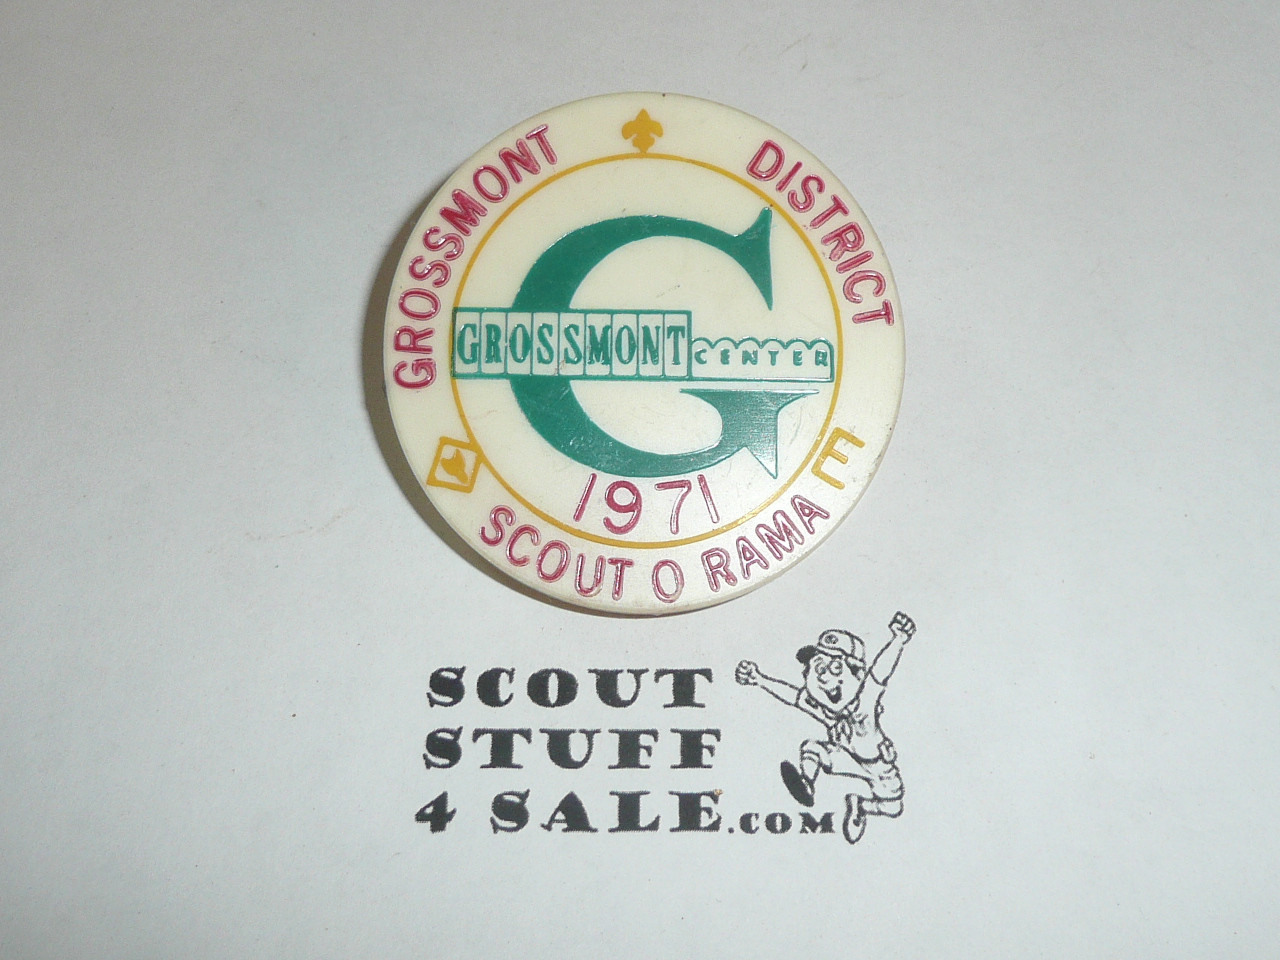 GROSSMONT DISTRICT
GROSSMONT CENTER
1971
SCOUT O RAMA
E
SCOUT
STUFF
4 SALE.COM